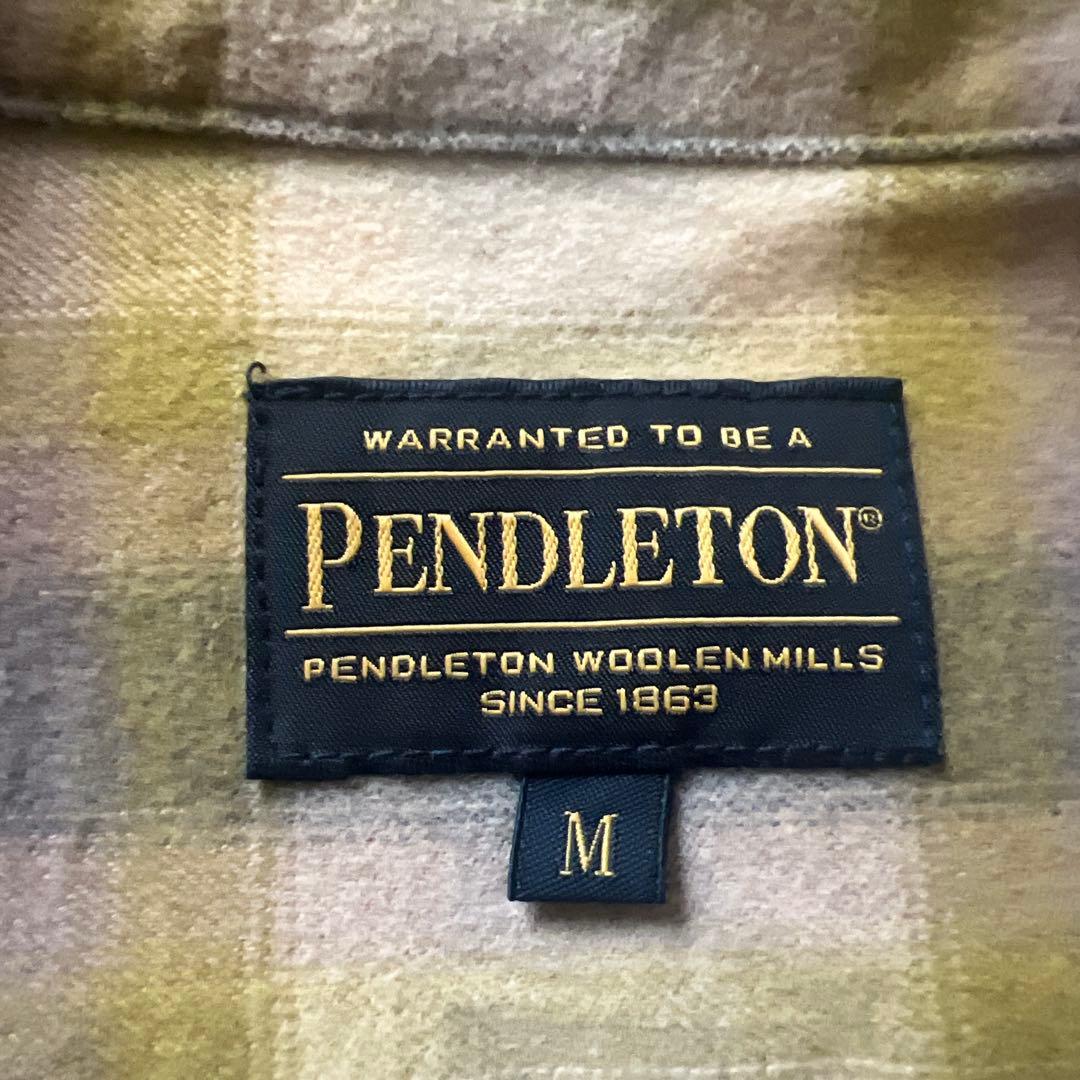 WARRANTED TO BE A
PENDLETON®
PENDLETON WOOLEN MILLS
SINCE 1863
M